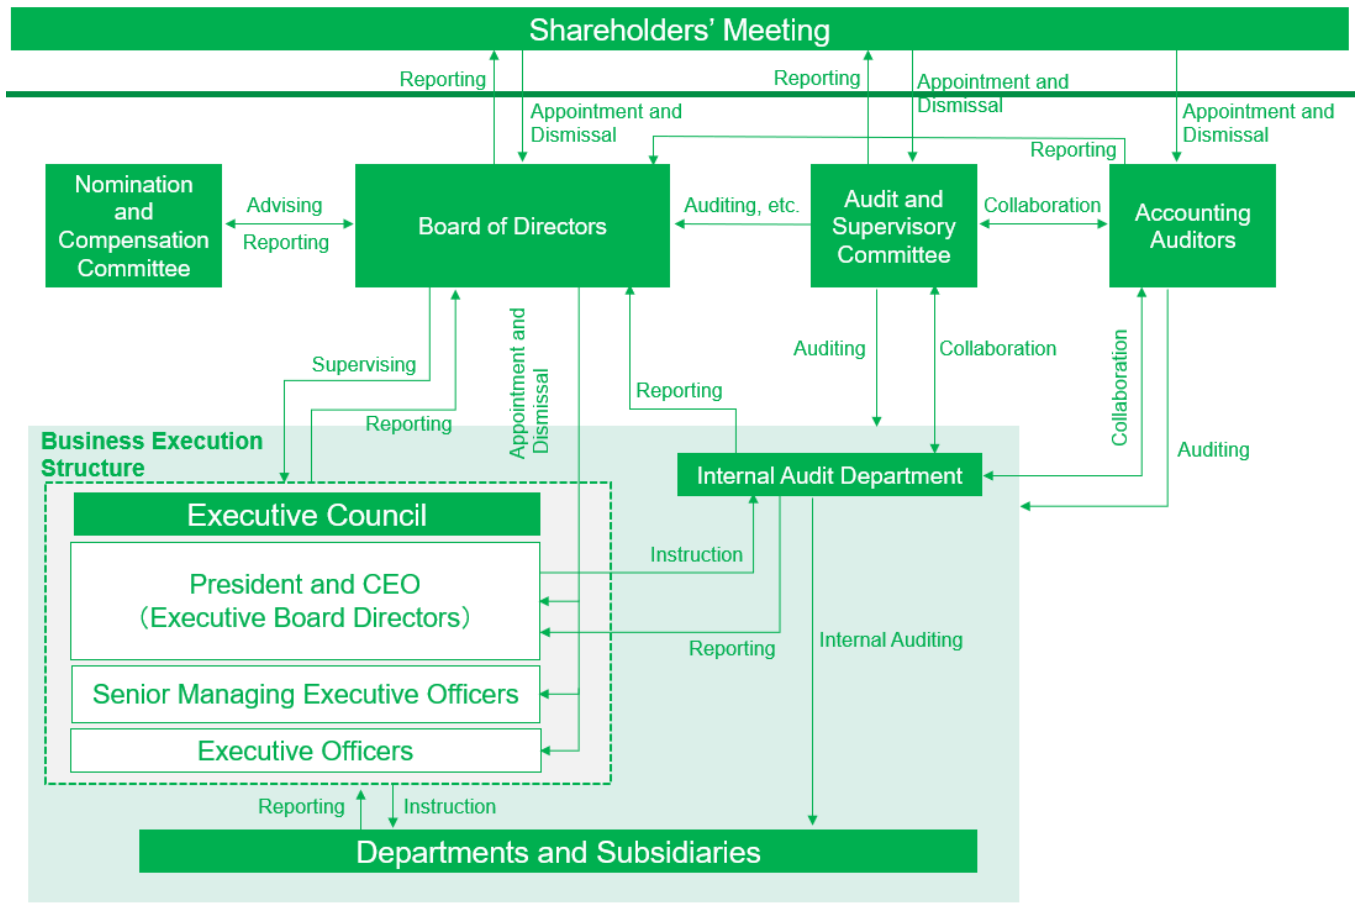 Shareholders’ Meeting
Reporting
Reporting
Appointment and
Dismissal
Appointment and
Dismissal
Appointment and
Dismissal
Reporting
Nomination
and
Compensation
Committee
Advising
Reporting
Board of Directors
Auditing, etc.
Audit and
Supervisory
Committee
Collaboration
Accounting
Auditors
Supervising
Reporting
Appointment and
Dismissal
Reporting
Auditing
Collaboration
Collaboration
Auditing
Business Execution
Structure
Internal Audit Department
Executive Council
President and CEO
（Executive Board Directors）
Instruction
Reporting
Internal Auditing
Senior Managing Executive Officers
Executive Officers
Reporting
Instruction
Departments and Subsidiaries